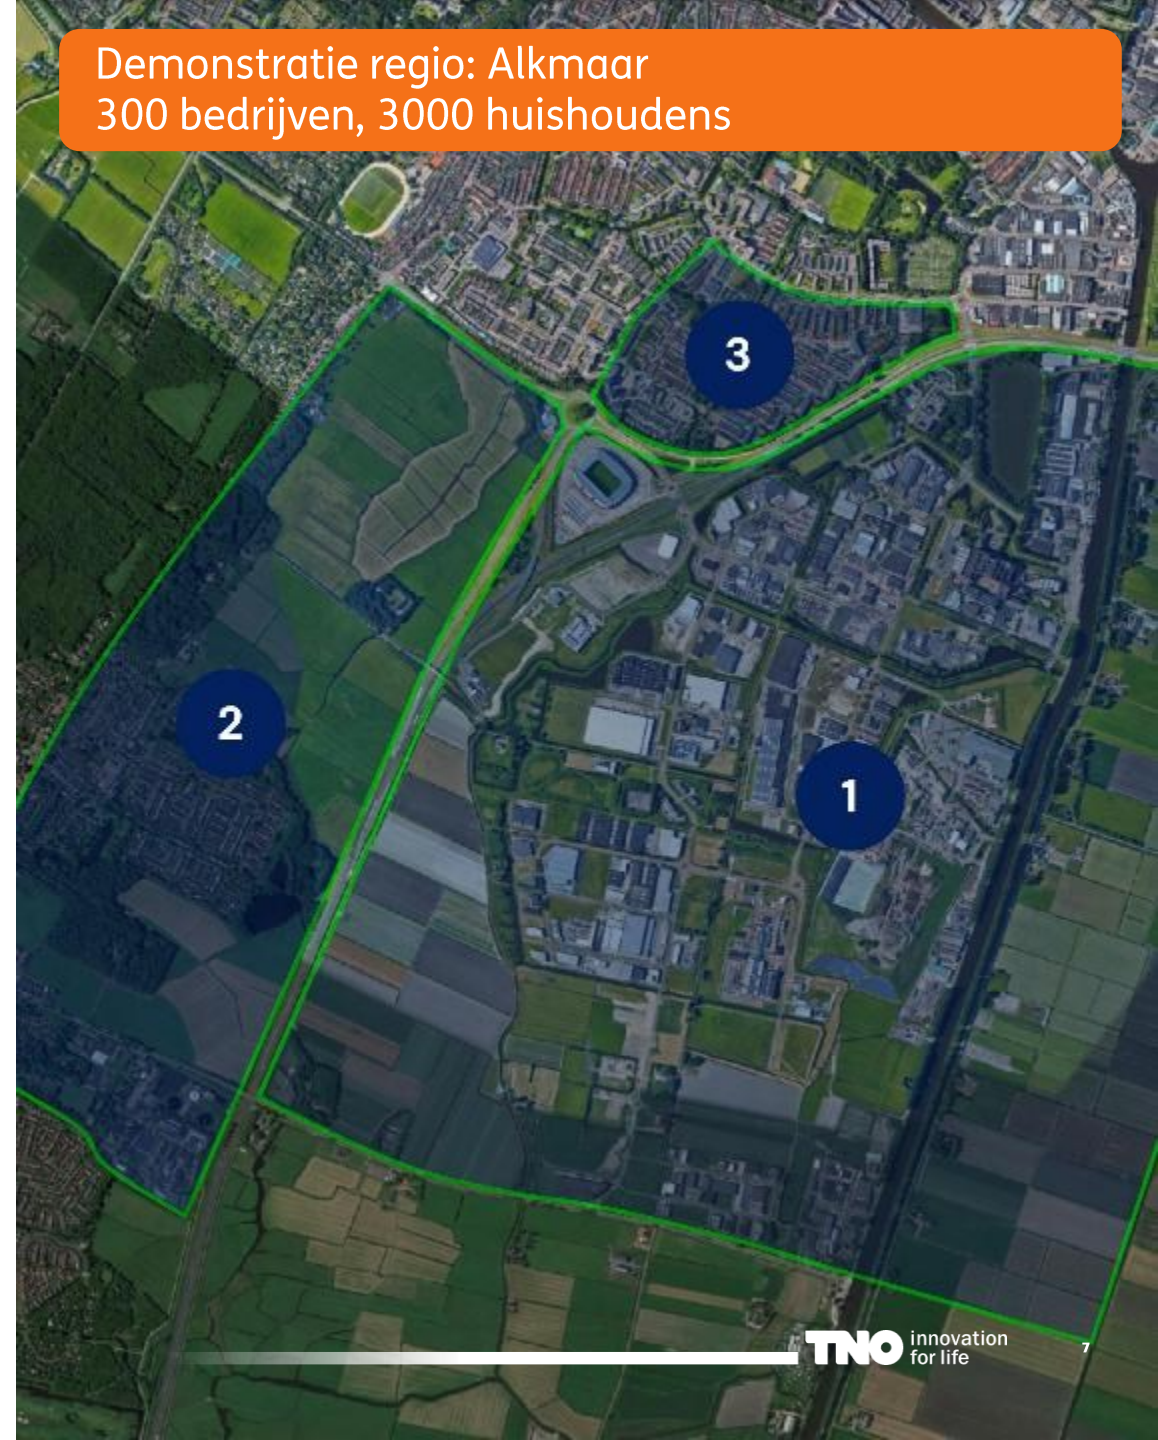 Demonstratie regio: Alkmaar
300 bedrijven, 3000 huishoudens
3
2
1
TNO innovation
for life
7